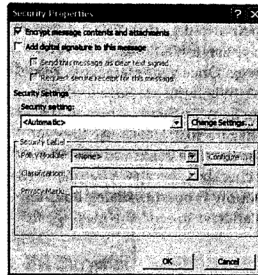 Security Properties
Encrypt message contents and attachments
Add digital signature to this message
Send this message as clear text signed
Request secure receipt for this message
Security Settings
Security setting:
<Automatic>
Change Settings...
Security Label
Policy Module:
<None>
Configure...
Classification:
Privacy Mark:
OK
Cancel